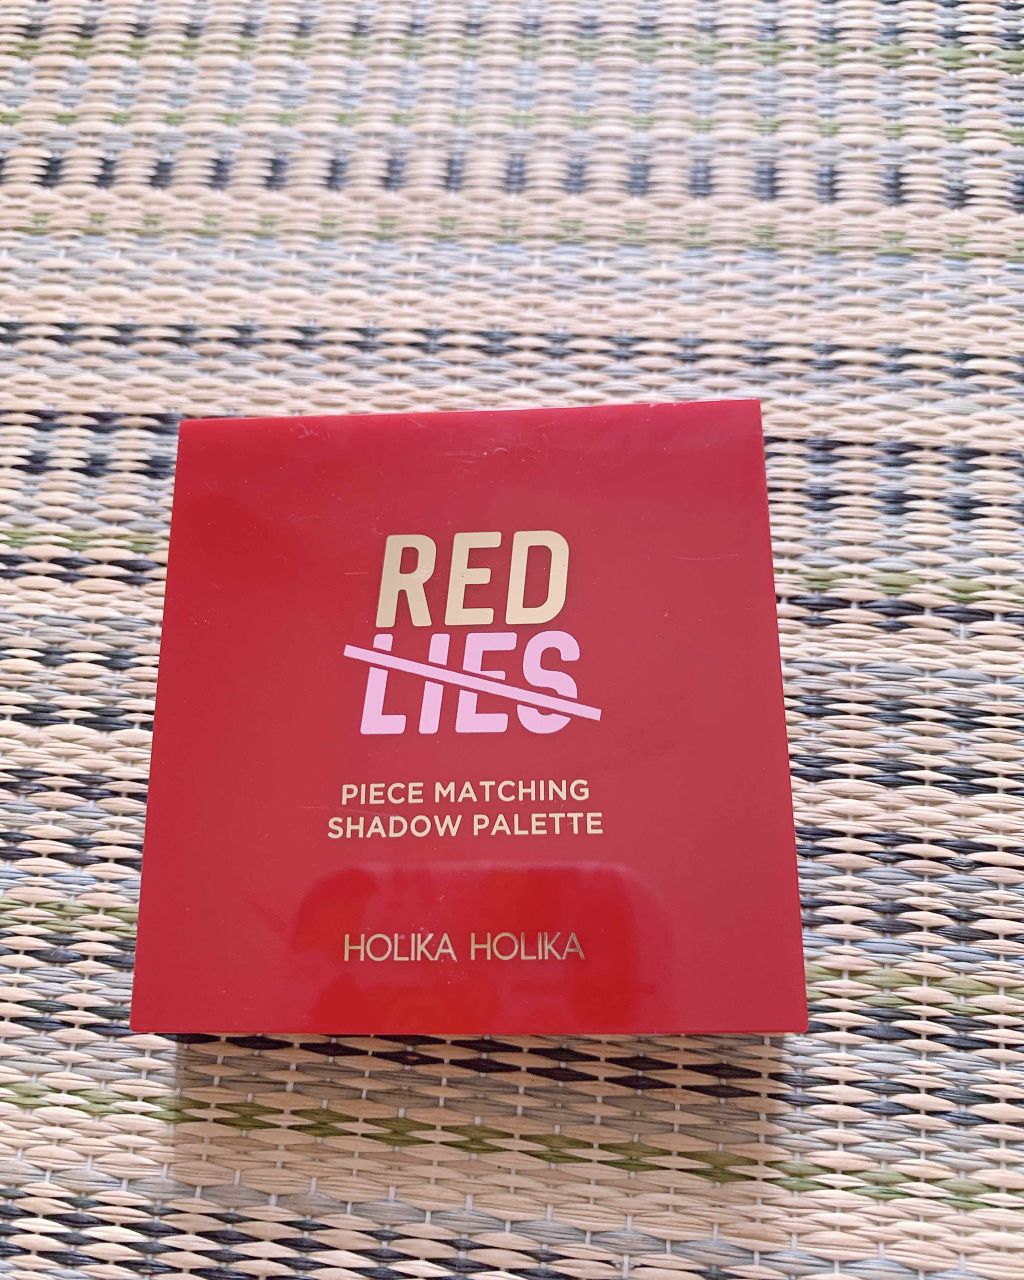 RED
LIES
PIECE MATCHING
SHADOW PALETTE
HOLIKA HOLIKA